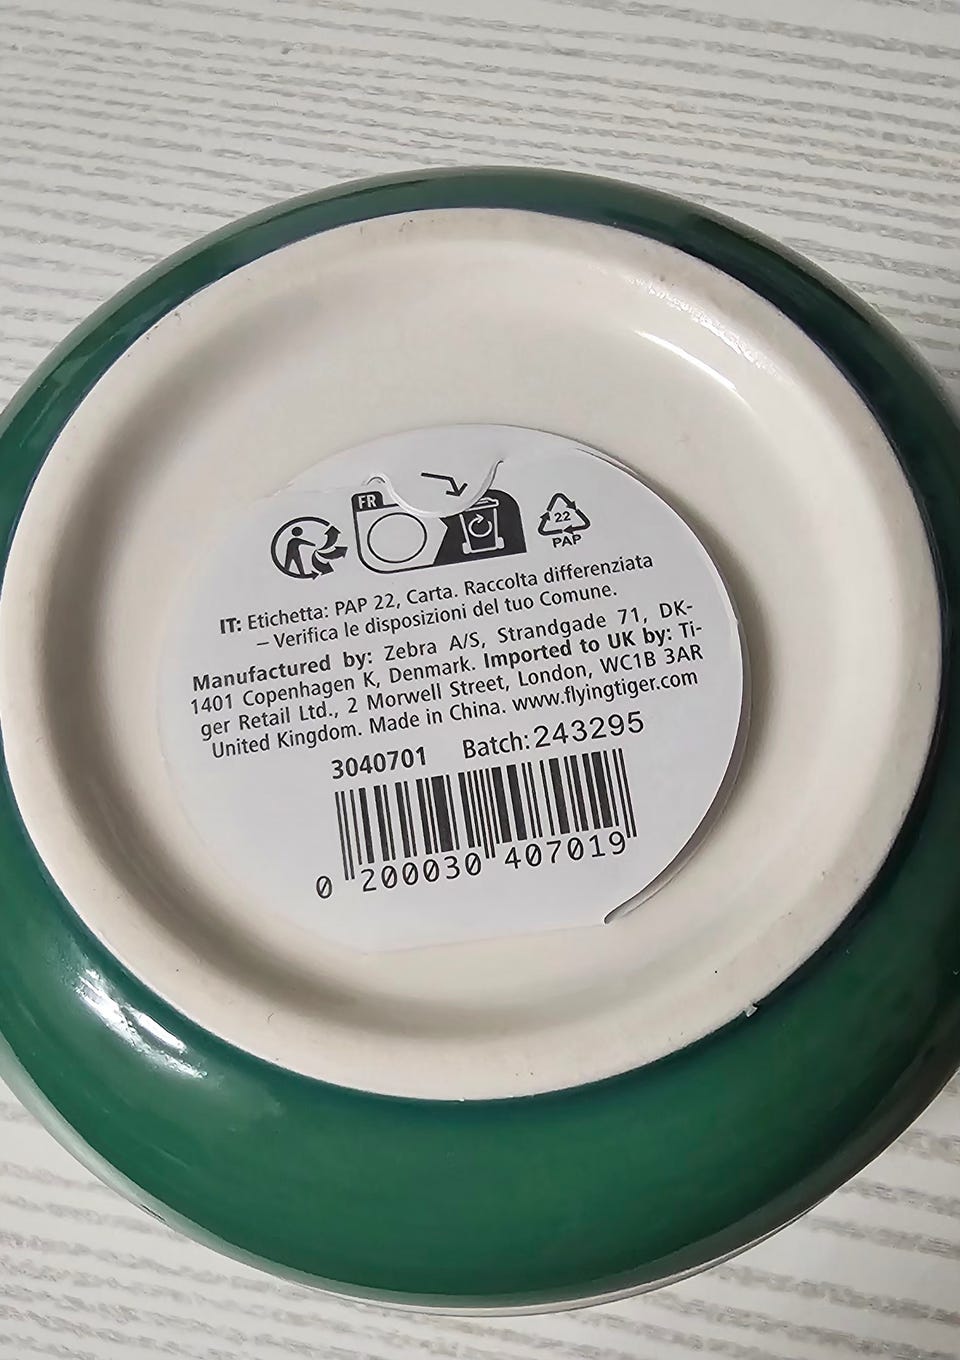 FR
22
PAP
IT: Etichetta: PAP 22, Carta. Raccolta differenziata
– Verifica le disposizioni del tuo Comune.
Manufactured by: Zebra A/S, Strandgade 71, DK-
1401 Copenhagen K, Denmark. Imported to UK by: Ti-
ger Retail Ltd., 2 Morwell Street, London, WC1B 3AR
United Kingdom. Made in China. www.flyingtiger.com
3040701 Batch: 243295
0 200030 407019